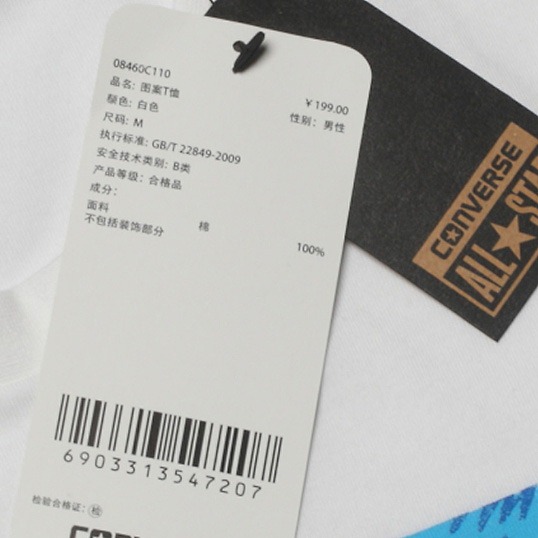 08460C110
￥199.00
品名: 图案T恤
性别: 男性
颜色: 白色
尺码: M
执行标准: GB/T 22849-2009
安全技术类别: B类
产品等级: 合格品
成分:
面料 棉 100%
不包括装饰部分
6903313547207
检验合格证: 检
CONVERSE
ALL★STAR